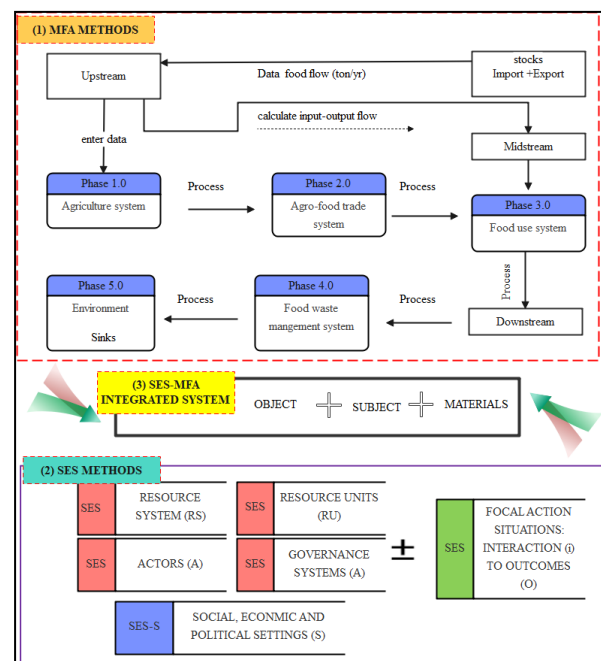 (1) MFA METHODS
Upstream
stocks
Import +Export
Data food flow (ton/yr)
calculate input-output flow
enter data
Midstream
Phase 1.0
Agriculture system
Process
Phase 2.0
Agro-food trade
system
Process
Phase 3.0
Food use system
Process
Phase 5.0
Environment
Sinks
Process
Phase 4.0
Food waste
mangement system
Process
Downstream
(3) SES-MFA
INTEGRATED SYSTEM
OBJECT
SUBJECT
MATERIALS
(2) SES METHODS
SES
RESOURCE
SYSTEM (RS)
SES
RESOURCE UNITS
(RU)
SES
ACTORS (A)
SES
GOVERNANCE
SYSTEMS (A)
±
SES
FOCAL ACTION
SITUATIONS:
INTERACTION (i)
TO OUTCOMES
(O)
SES-S
SOCIAL, ECONMIC AND
POLITICAL SETTINGS (S)